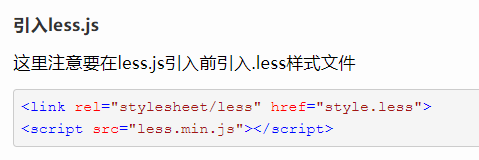 引入less.js
这里注意要在less.js引入前引入.less样式文件
<link rel="stylesheet/less" href="style.less">
<script src="less.min.js"></script>